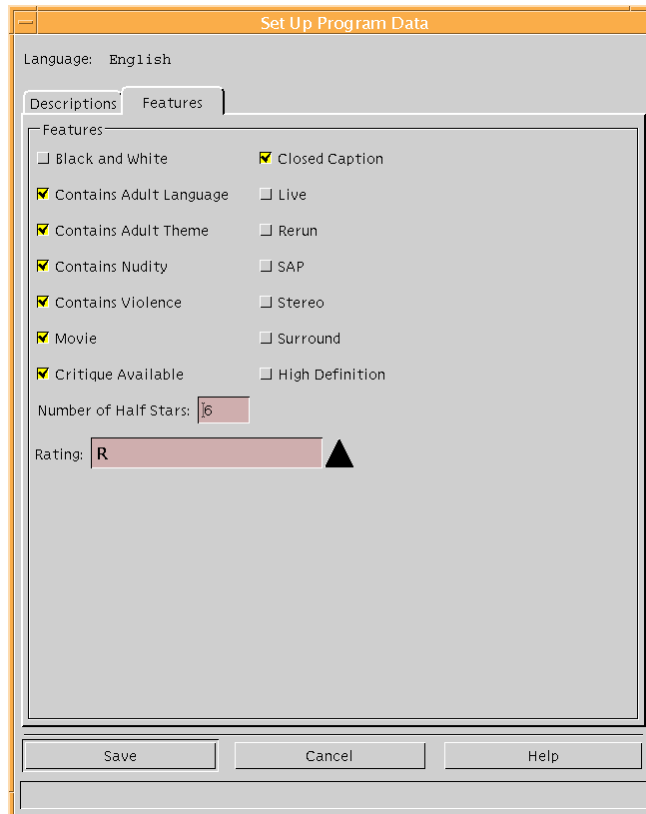 Set Up Program Data
Language: English
Descriptions Features
Features
Black and White Closed Caption
Contains Adult Language Live
Contains Adult Theme Rerun
Contains Nudity SAP
Contains Violence Stereo
Movie Surround
Critique Available High Definition
Number of Half Stars: 6
Rating: R
Save Cancel Help